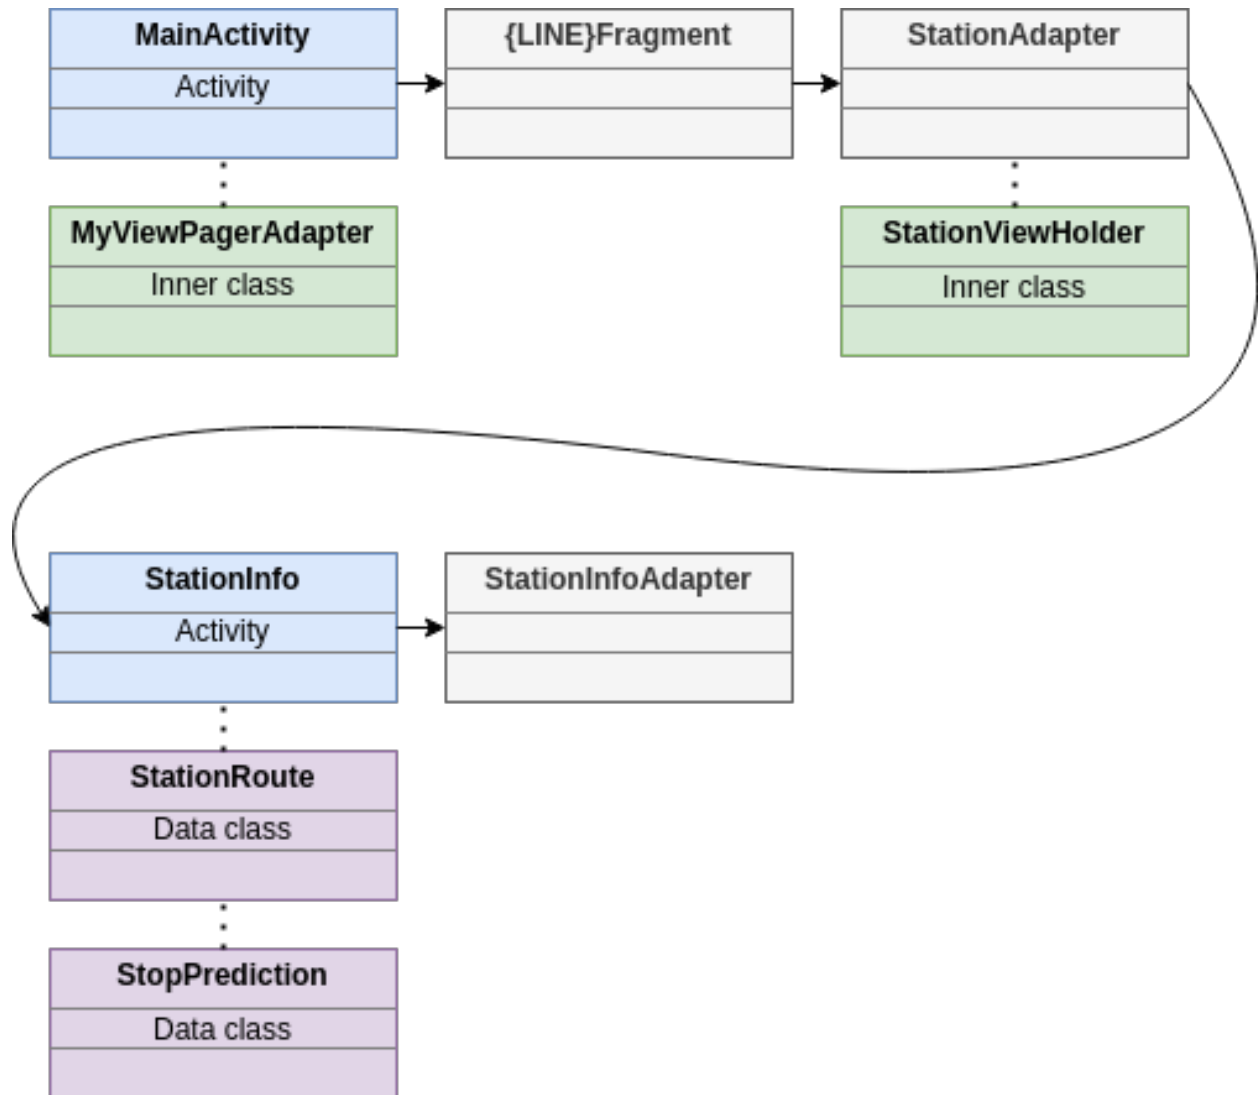 MainActivity
Activity
{LINE}Fragment
StationAdapter
MyViewPagerAdapter
Inner class
StationViewHolder
Inner class
StationInfo
Activity
StationInfoAdapter
StationRoute
Data class
StopPrediction
Data class